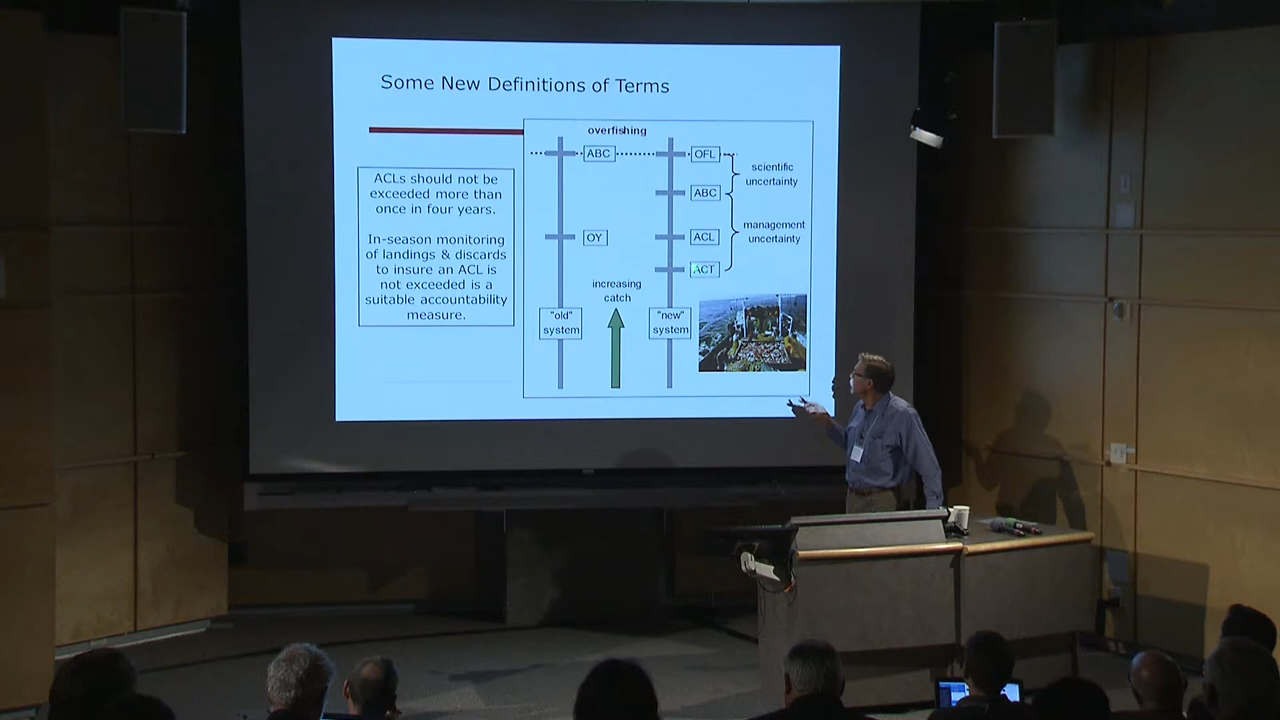 Some New Definitions of Terms
ACLs should not be
exceeded more than
once in four years.
In-season monitoring
of landings & discards
to insure an ACL is
not exceeded is a
suitable accountability
measure.
overfishing
ABC
OFL
scientific
uncertainty
ABC
OY
ACL
management
uncertainty
ACT
increasing
catch
"old"
system
"new"
system